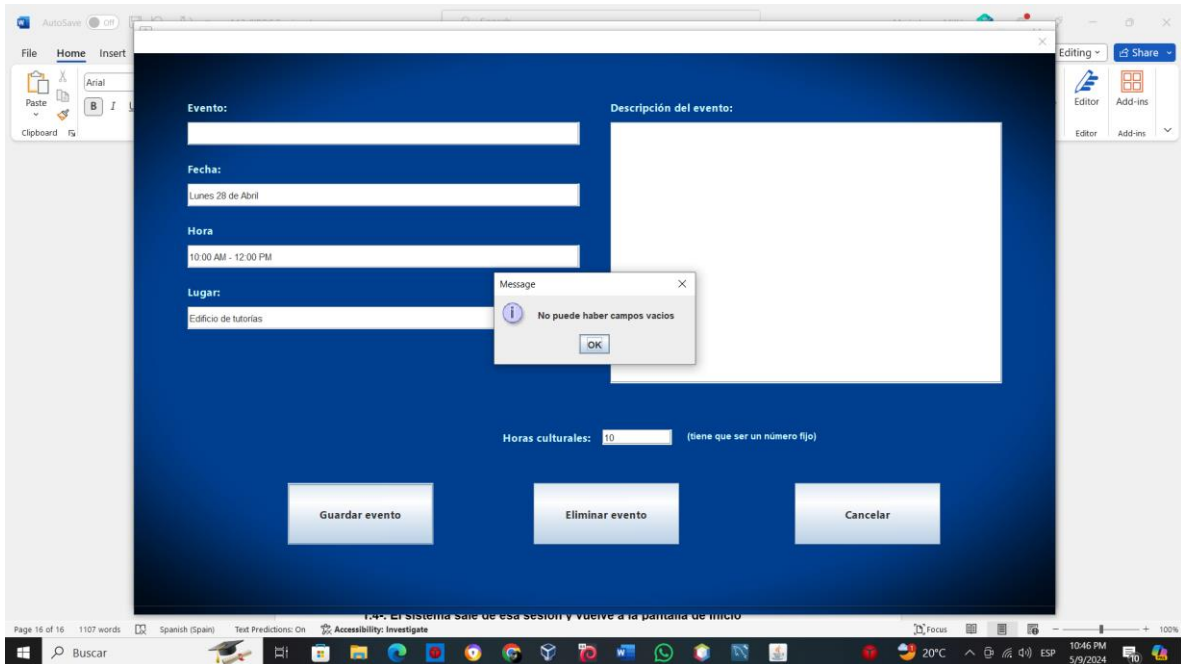 AutoSave Off
File Home Insert
Editing
Share
Arial
Paste
B I U
Clipboard
Editor
Add-ins
Editor
Add-ins
Evento:
Descripción del evento:
Fecha:
Lunes 28 de Abril
Hora
10:00 AM - 12:00 PM
Lugar:
Edificio de tutorías
Message
No puede haber campos vacios
OK
Horas culturales: 10 (tiene que ser un número fijo)
Guardar evento
Eliminar evento
Cancelar
1.4-. El sistema sale de esa sesión y vuelve a la pantalla de inicio
Page 16 of 16 1107 words Spanish (Spain) Text Predictions: On Accessibility: Investigate Focus 100%
Buscar
20°C
ESP
10:46 PM
5/9/2024
10